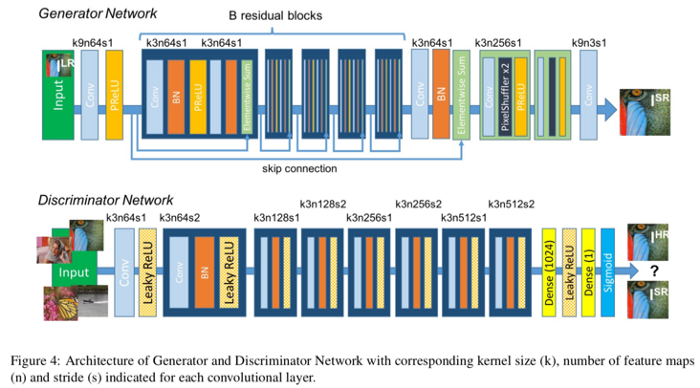 Generator Network
B residual blocks
k9n64s1
k3n64s1
k3n64s1
k3n64s1
k3n256s1
k9n3s1
I LR
Input
Conv
PReLU
Conv
BN
PReLU
Conv
BN
Elementwise Sum
Conv
BN
Elementwise Sum
Conv
PixelShuffler x2
PReLU
Conv
I SR
skip connection
Discriminator Network
k3n64s1
k3n64s2
k3n128s1
k3n128s2
k3n256s1
k3n256s2
k3n512s1
k3n512s2
Input
Conv
Leaky ReLU
Conv
BN
Leaky ReLU
Dense (1024)
Leaky ReLU
Dense (1)
Sigmoid
I HR
?
I SR
Figure 4: Architecture of Generator and Discriminator Network with corresponding kernel size (k), number of feature maps
(n) and stride (s) indicated for each convolutional layer.